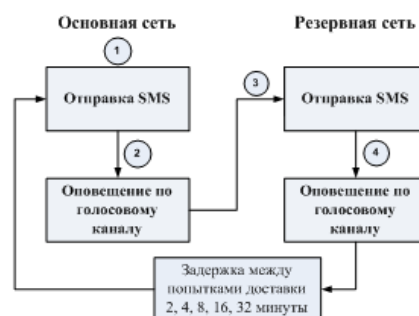 Основная сеть
Резервная сеть
1
Отправка SMS
3
Отправка SMS
2
4
Оповещение по
голосовому
каналу
Оповещение по
голосовому
каналу
Задержка между
попытками доставки
2, 4, 8, 16, 32 минуты